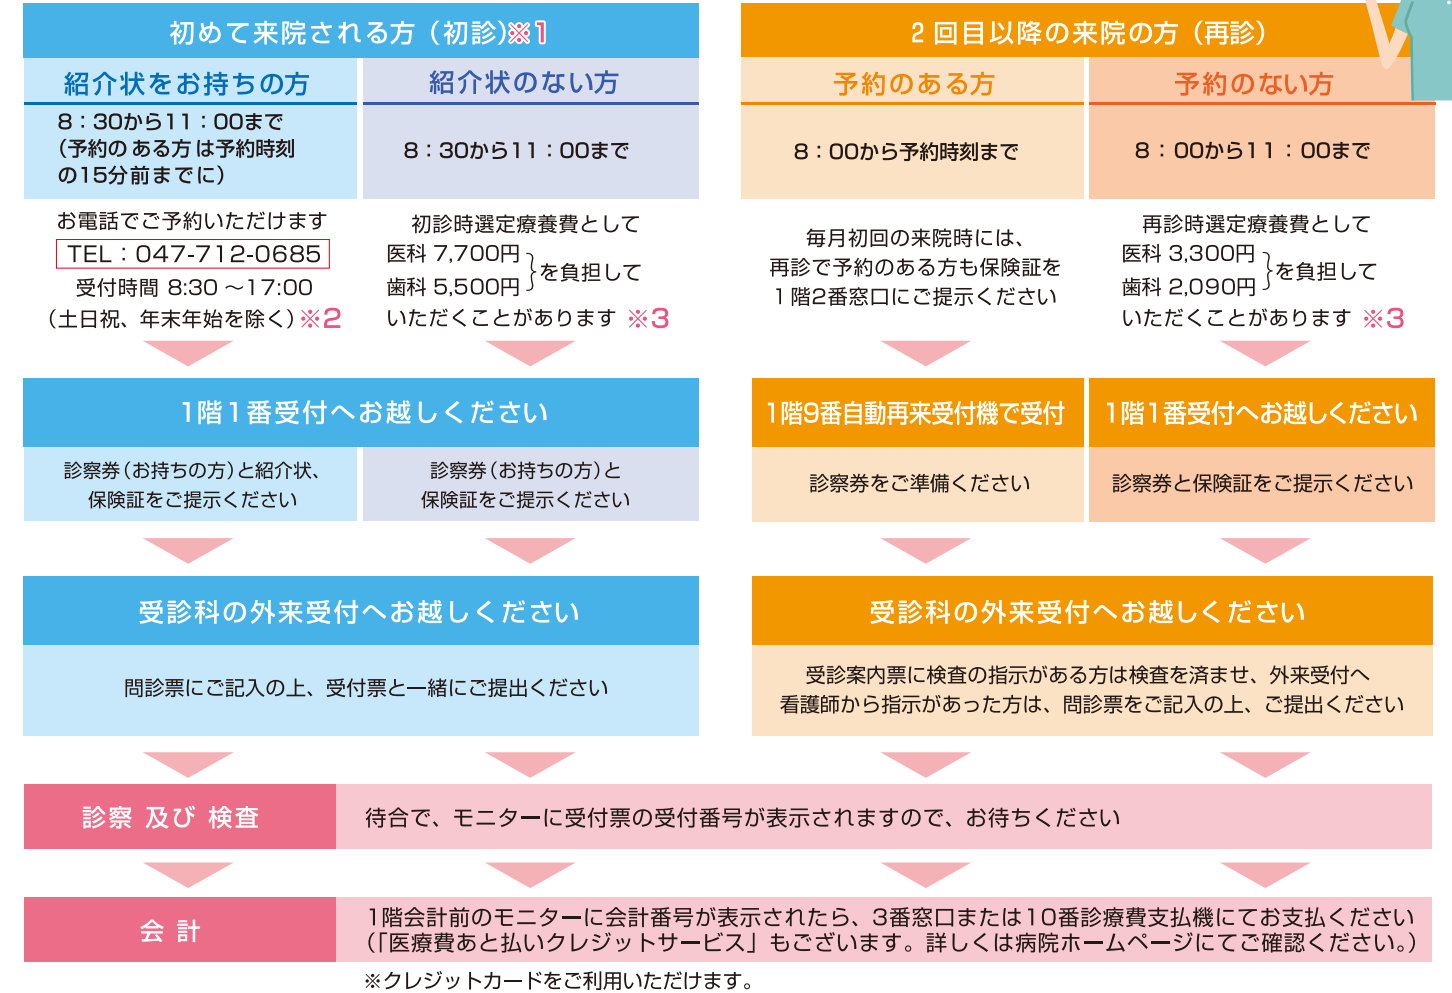 初めて来院される方（初診）※1
紹介状をお持ちの方
8：30から11：00まで
（予約の ある方 は予約時刻
の15分前までに）
お電話でご予約いただけます
TEL：047-712-0685
受付時間 8:30 ～17:00
（土日祝、年末年始を除く）※2
紹介状のない方
8：30から11：00まで
初診時選定療養費として
医科 7,700円
歯科 5,500円
を負担して
いただくことがあります ※3
2回目以降の来院の方（再診）
予約のある方
8：00から予約時刻まで
毎月初回の来院時には、
再診で予約のある方も保険証を
1階2番窓口にご提示ください
予約のない方
8：00から11：00まで
再診時選定療養費として
医科 3,300円
歯科 2,090円
を負担して
いただくことがあります ※3
1階1番受付へお越しください
診察券（お持ちの方）と紹介状、
保険証をご提示ください
診察券（お持ちの方）と
保険証をご提示ください
1階9番自動再来受付機で受付
診察券をご準備ください
1階1番受付へお越しください
診察券と保険証をご提示ください
受診科の外来受付へお越しください
問診票にご記入の上、受付票と一緒にご提出ください
受診科の外来受付へお越しください
受診案内票に検査の指示がある方は検査を済ませ、外来受付へ
看護師から指示があった方は、問診票をご記入の上、ご提出ください
診察 及び 検査
待合で、モニターに受付票の受付番号が表示されますので、お待ちください
会 計
1階会計前のモニターに会計番号が表示されたら、3番窓口または10番診療費支払機にてお支払ください
（「医療費あと払いクレジットサービス」もございます。詳しくは病院ホームページにてご確認ください。）
※クレジットカードをご利用いただけます。